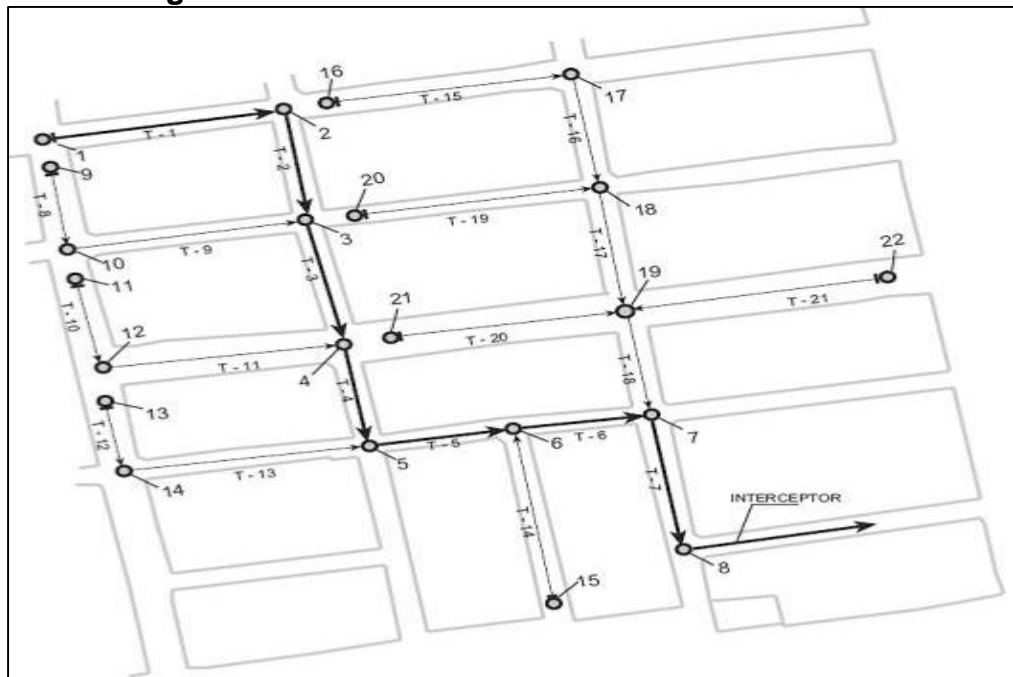 16
T - 15
17
T - 1
1
2
9
T-2
T-16
20
T - 19
18
T-8
T - 9
3
10
11
T-3
T-17
22
19
T - 21
21
T - 20
T-10
12
T - 11
4
T-18
T-4
13
T-12
T - 5
6
T - 6
7
5
14
T - 13
T-7
T-14
INTERCEPTOR
8
15